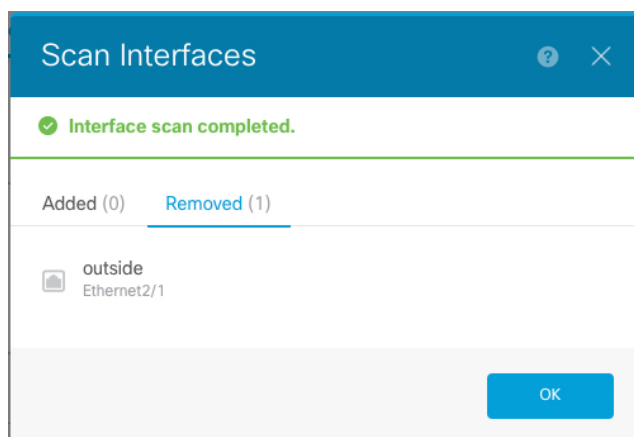 Scan Interfaces
Interface scan completed.
Added (0) Removed (1)
outside
Ethernet2/1
OK